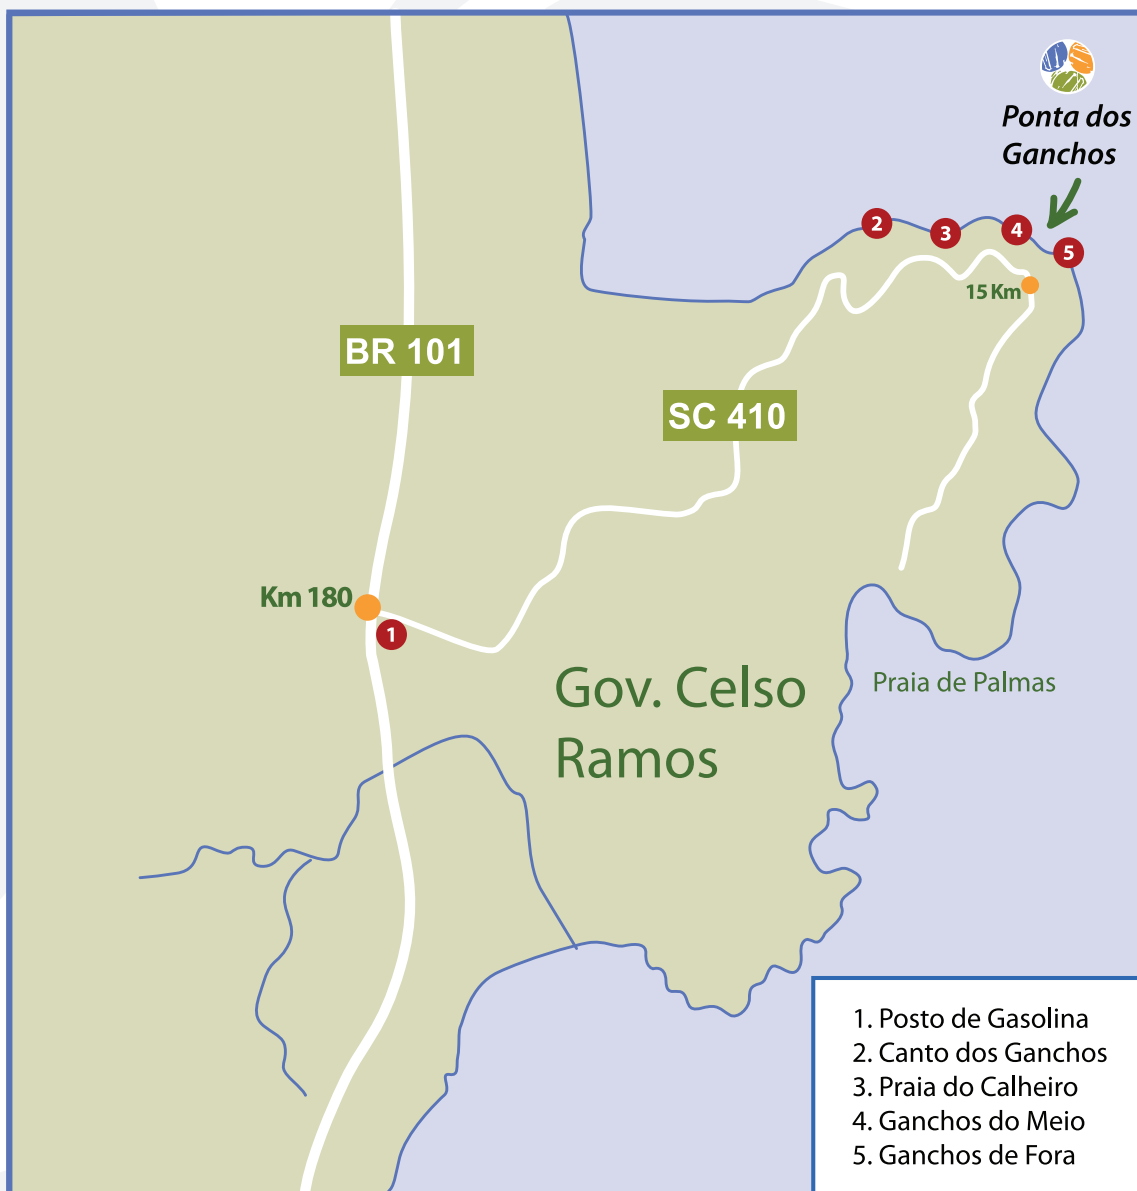 Ponta dos
Ganchos
2
3
4
5
15 Km
BR 101
SC 410
Km 180
1
Gov. Celso
Ramos
Praia de Palmas
1. Posto de Gasolina
2. Canto dos Ganchos
3. Praia do Calheiro
4. Ganchos do Meio
5. Ganchos de Fora